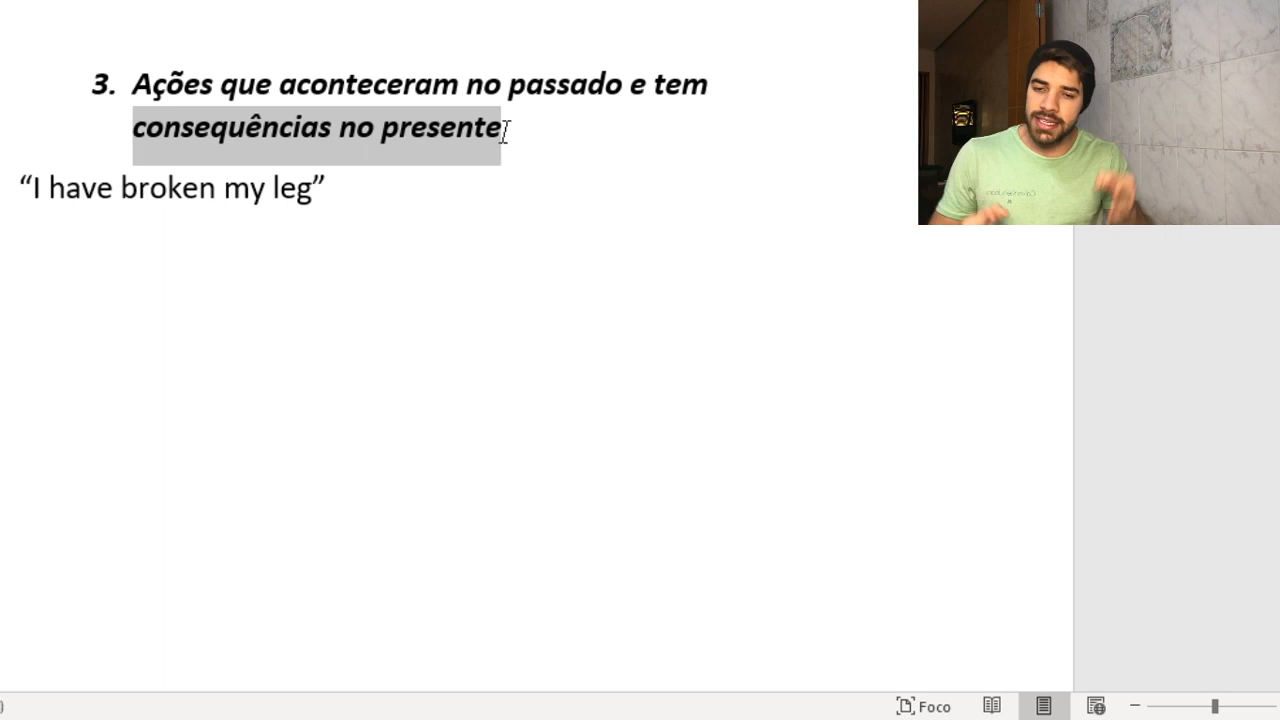 3. Ações que aconteceram no passado e tem
consequências no presente
“I have broken my leg”
Foco